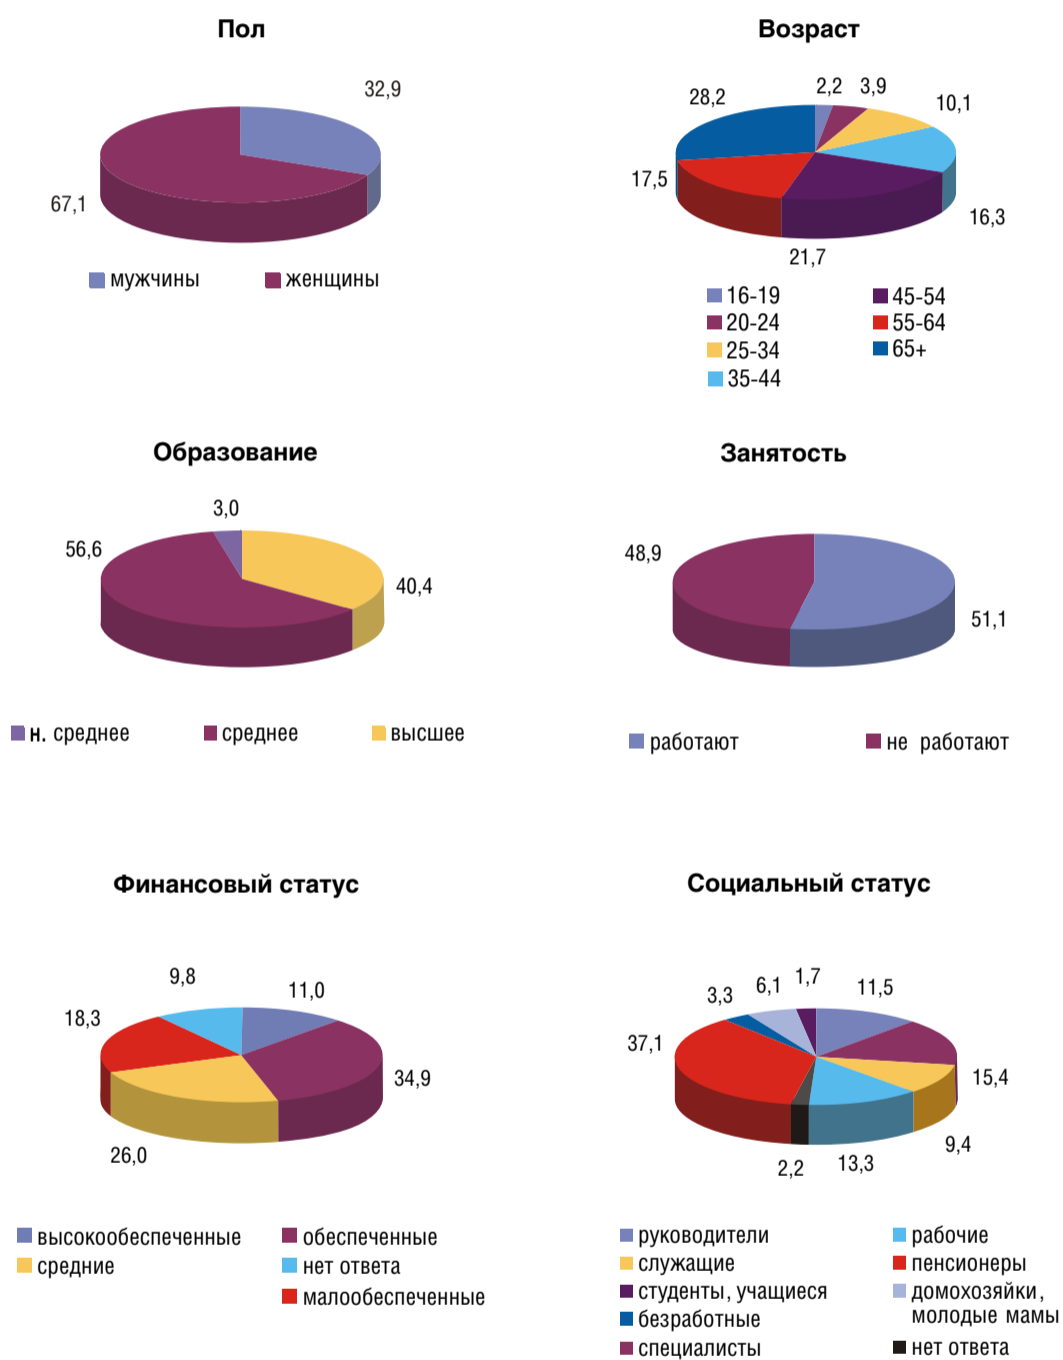 Пол
32,9
67,1
мужчины женщины
Возраст
2,2 3,9
28,2
10,1
17,5
16,3
21,7
16-19 45-54
20-24 55-64
25-34 65+
35-44
Образование
3,0
56,6
40,4
н. среднее среднее высшее
Занятость
48,9
51,1
работают не работают
Финансовый статус
9,8 11,0
18,3
34,9
26,0
высокообеспеченные обеспеченные
средние нет ответа
малообеспеченные
Социальный статус
3,3 6,1 1,7 11,5
37,1
15,4
9,4
2,2 13,3
руководители рабочие
служащие пенсионеры
студенты, учащиеся домохозяйки,
молодые мамы
безработные
специалисты нет ответа